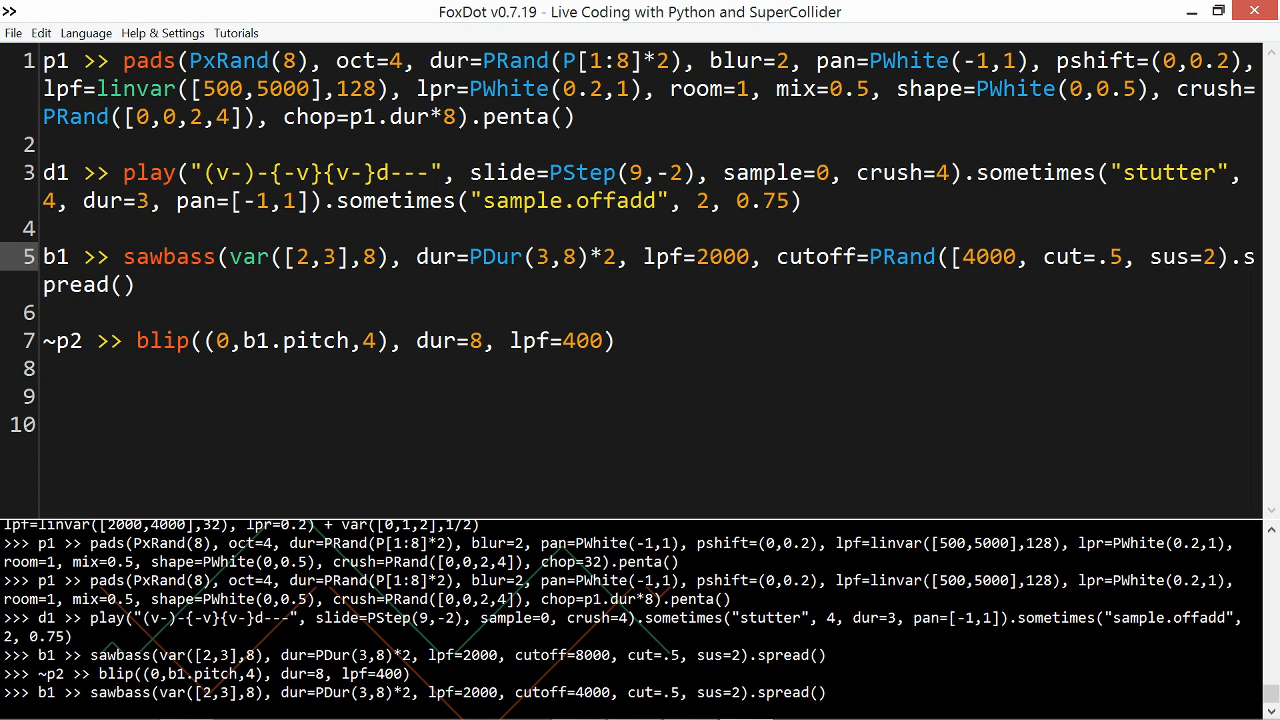 FoxDot v0.7.19 - Live Coding with Python and SuperCollider
File Edit Language Help & Settings Tutorials
1 p1 >> pads(PxRand(8), oct=4, dur=PRand(P[1:8]*2), blur=2, pan=PWhite(-1,1), pshift=(0,0.2),
lpf=linvar([500,5000],128), lpr=PWhite(0.2,1), room=1, mix=0.5, shape=PWhite(0,0.5), crush=
PRand([0,0,2,4]), chop=p1.dur*8).penta()
2
3 d1 >> play("(v-)-{-v}{v-}d---", slide=PStep(9,-2), sample=0, crush=4).sometimes("stutter",
4, dur=3, pan=[-1,1]).sometimes("sample.offadd", 2, 0.75)
4
5 b1 >> sawbass(var([2,3],8), dur=PDur(3,8)*2, lpf=2000, cutoff=PRand([4000, cut=.5, sus=2).s
pread()
6
7 ~p2 >> blip((0,b1.pitch,4), dur=8, lpf=400)
8
9
10
lpf=linvar([2000,4000],32), lpr=0.2) + var([0,1,2],1/2)
>>> p1 >> pads(PxRand(8), oct=4, dur=PRand(P[1:8]*2), blur=2, pan=PWhite(-1,1), pshift=(0,0.2), lpf=linvar([500,5000],128), lpr=PWhite(0.2,1),
room=1, mix=0.5, shape=PWhite(0,0.5), crush=PRand([0,0,2,4]), chop=32).penta()
>>> p1 >> pads(PxRand(8), oct=4, dur=PRand(P[1:8]*2), blur=2, pan=PWhite(-1,1), pshift=(0,0.2), lpf=linvar([500,5000],128), lpr=PWhite(0.2,1),
room=1, mix=0.5, shape=PWhite(0,0.5), crush=PRand([0,0,2,4]), chop=p1.dur*8).penta()
>>> d1 >> play("(v-)-{-v}{v-}d---", slide=PStep(9,-2), sample=0, crush=4).sometimes("stutter", 4, dur=3, pan=[-1,1]).sometimes("sample.offadd",
2, 0.75)
>>> b1 >> sawbass(var([2,3],8), dur=PDur(3,8)*2, lpf=2000, cutoff=8000, cut=.5, sus=2).spread()
>>> ~p2 >> blip((0,b1.pitch,4), dur=8, lpf=400)
>>> b1 >> sawbass(var([2,3],8), dur=PDur(3,8)*2, lpf=2000, cutoff=4000, cut=.5, sus=2).spread()